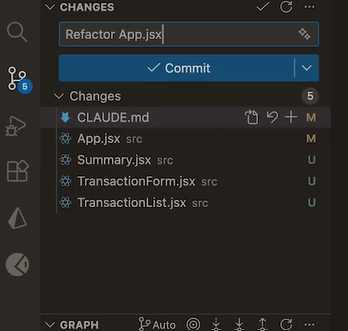 CHANGES
Refactor App.jsx
Commit
Changes 5
CLAUDE.md M
App.jsx src M
5
Summary.jsx src U
TransactionForm.jsx src U
TransactionList.jsx src U
GRAPH Auto